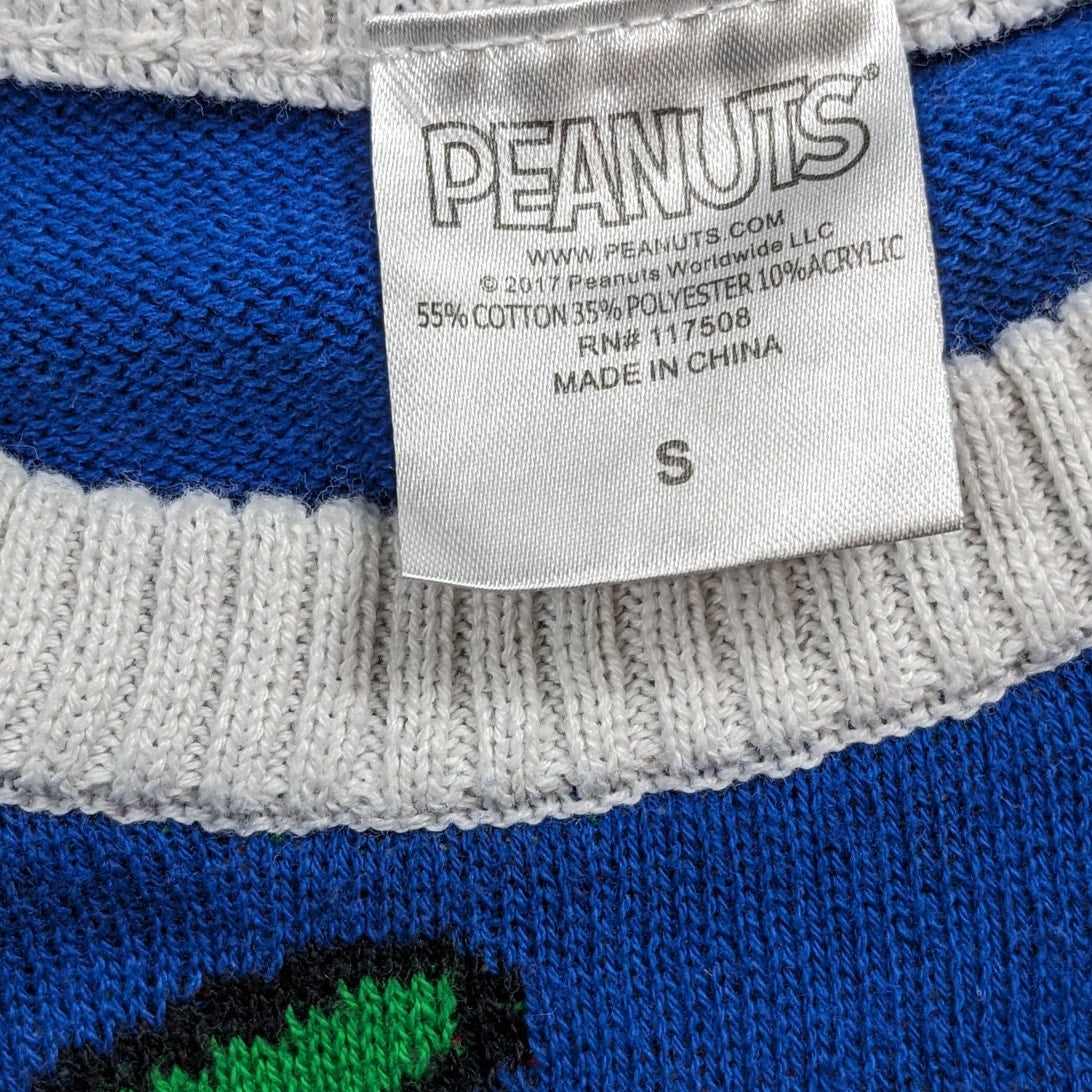 PEANUTS®
WWW.PEANUTS.COM
© 2017 Peanuts Worldwide LLC
55% COTTON 35% POLYESTER 10%ACRYLIC
RN# 117508
MADE IN CHINA
S